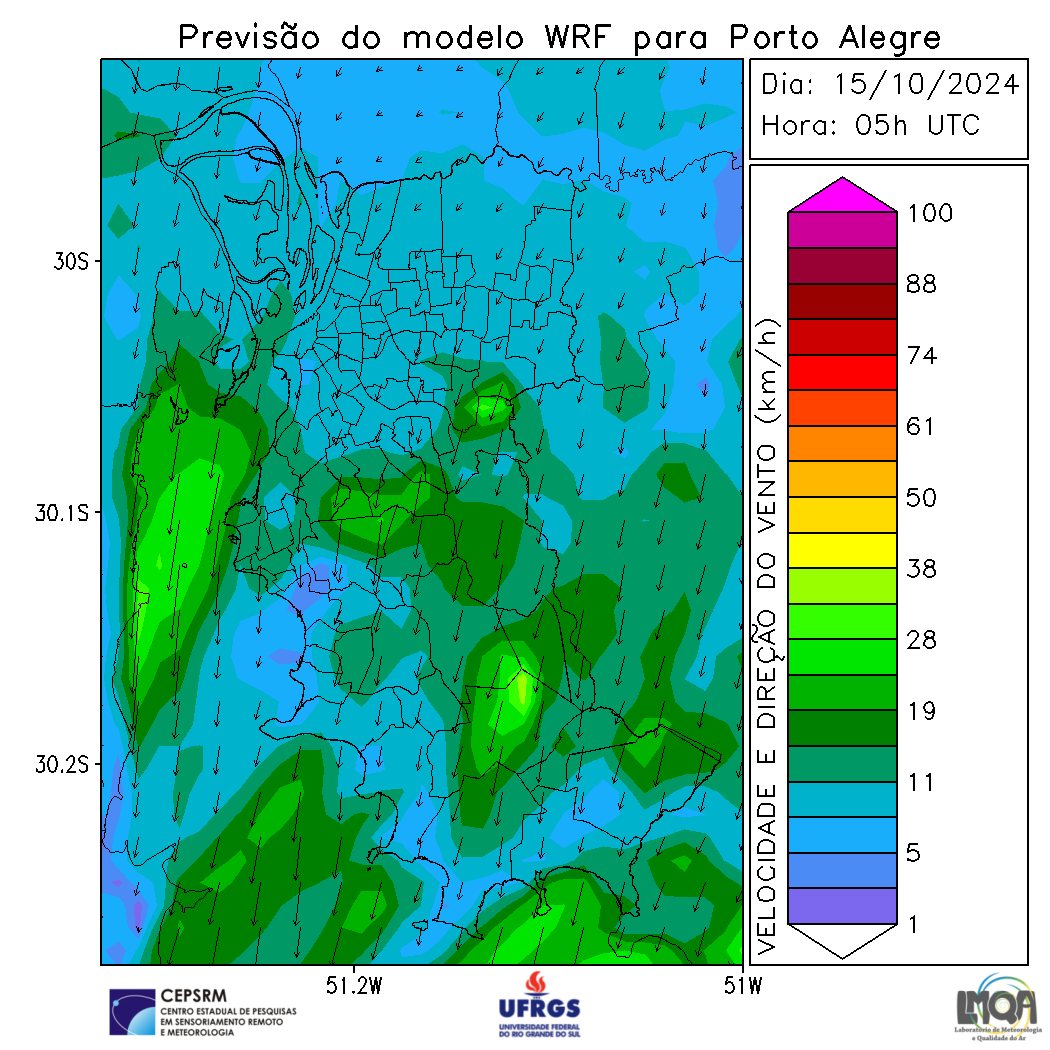 Previsão do modelo WRF para Porto Alegre
Dia: 15/10/2024
Hora: 05h UTC
30S
30.1S
30.2S
51.2W
51W
VELOCIDADE E DIREÇÃO DO VENTO (km/h)
100
88
74
61
50
38
28
19
11
5
1
CEPSRM
CENTRO ESTADUAL DE PESQUISAS
EM SENSORIAMENTO REMOTO
E METEOROLOGIA
UFRGS
UNIVERSIDADE FEDERAL
DO RIO GRANDE DO SUL
LMQA
Laboratório de Meteorologia
e Qualidade do Ar